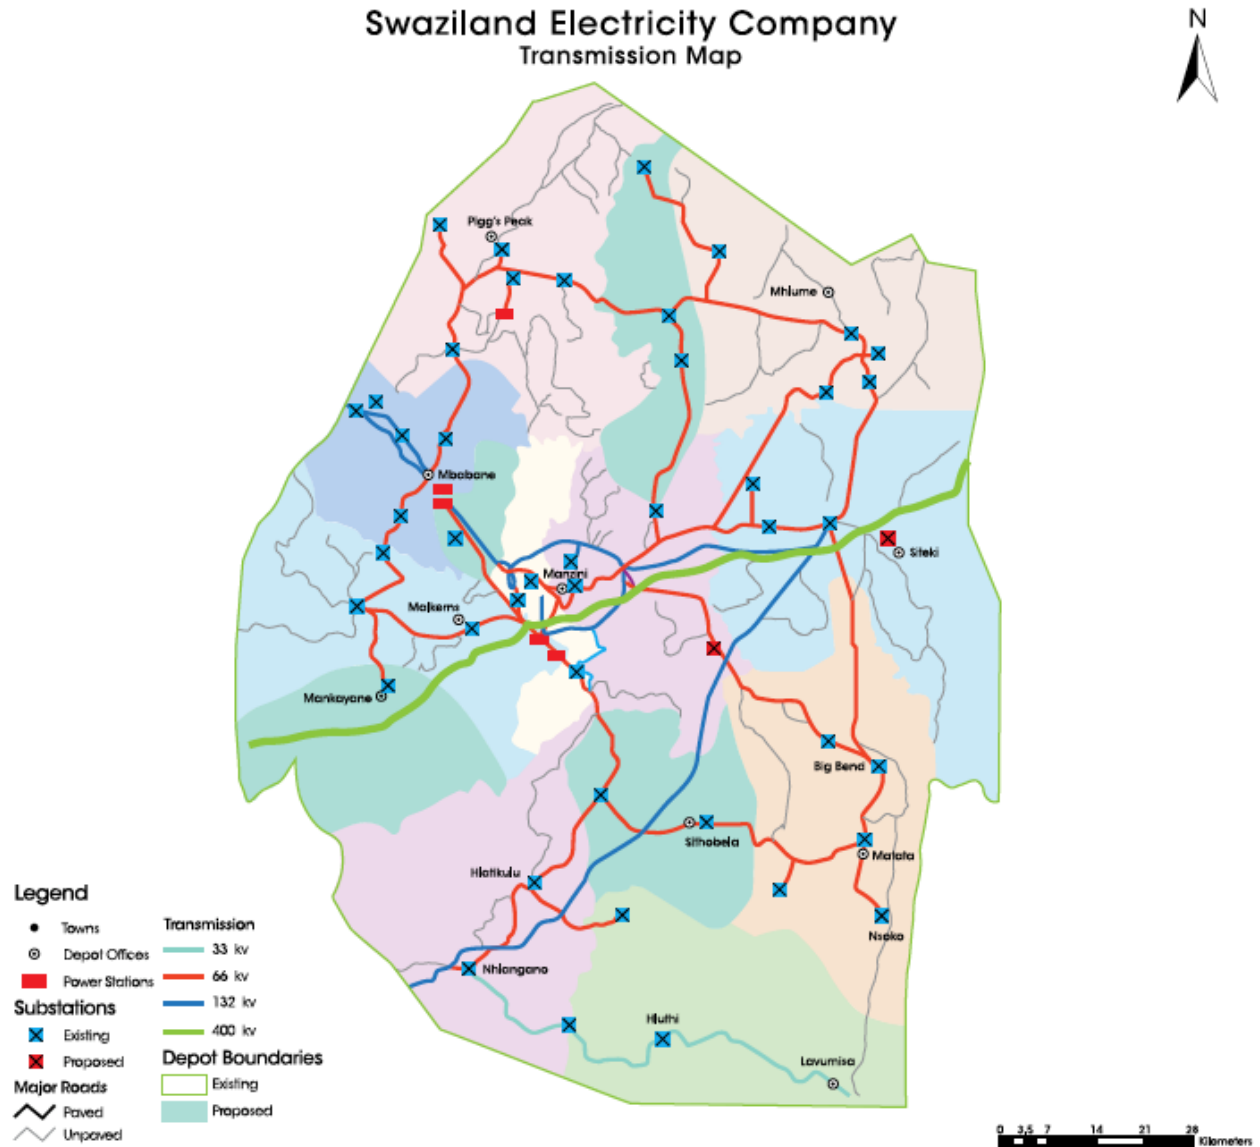 Swaziland Electricity Company
Transmission Map
N
Pigg's Peak
Mhlume
Mbabane
Siteki
Manzini
Malkerns
Mankayane
Big Bend
Sithobela
Matata
Hlatikulu
Nsoko
Nhlangano
Hluthi
Lavumisa
Legend
Towns
Depot Offices
Power Stations
Substations
Existing
Proposed
Major Roads
Paved
Unpaved
Transmission
33 kv
66 kv
132 kv
400 kv
Depot Boundaries
Existing
Proposed
0 3,5 7 14 21 28
Kilometers